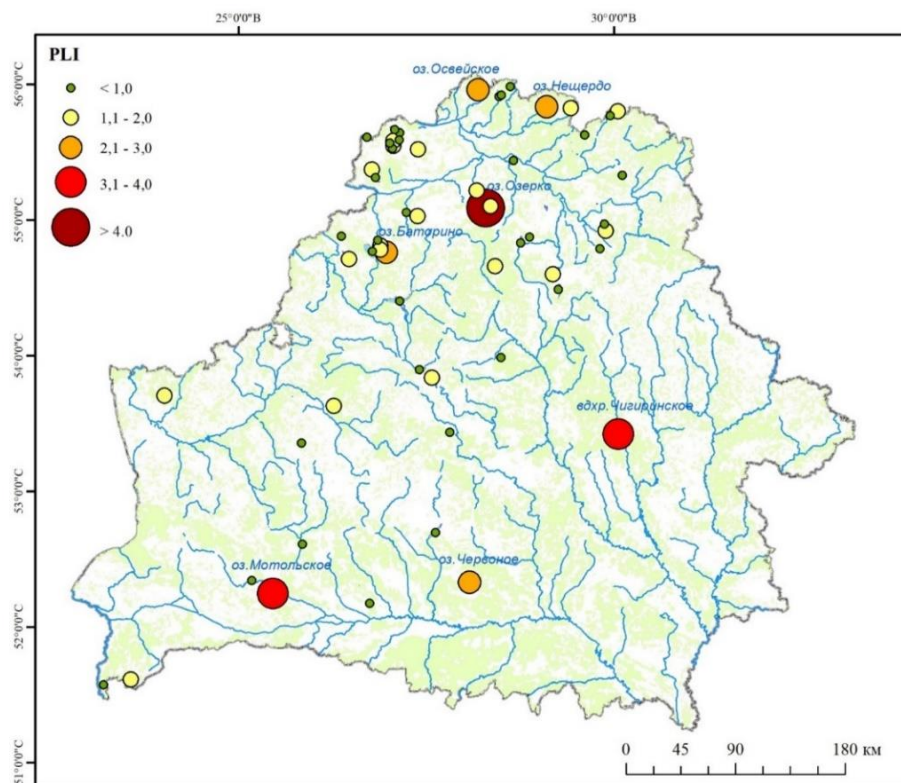 25°0'0"В
30°0'0"В
PLI
< 1,0
1,1 - 2,0
2,1 - 3,0
3,1 - 4,0
> 4.0
56°0'0"С
55°0'0"С
54°0'0"С
53°0'0"С
52°0'0"С
51°0'0"С
оз.Освейское
оз.Нещердо
оз.Озерко
оз.Баторино
вдхр.Чигиринское
оз.Мотольское
оз.Червоное
0 45 90 180 км